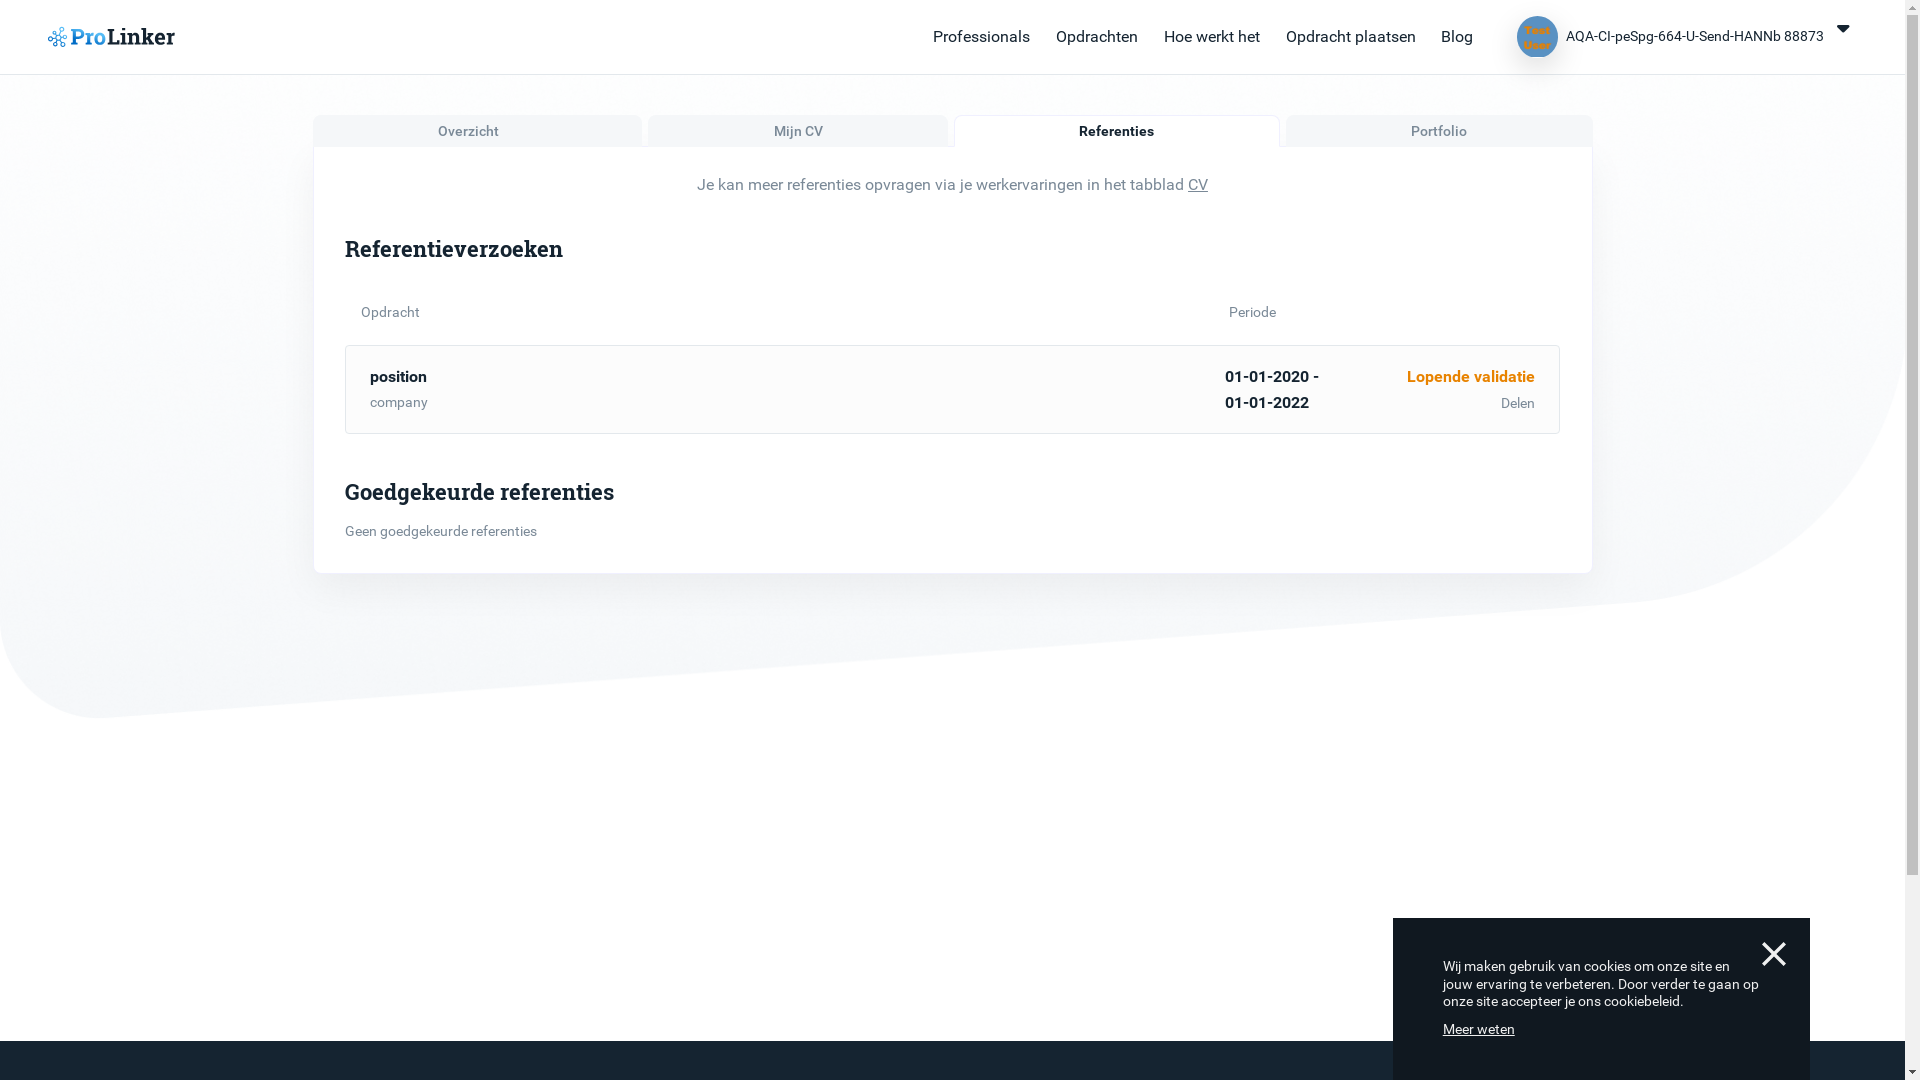 ProLinker
Professionals
Opdrachten
Hoe werkt het
Opdracht plaatsen
Blog
Test
User
AQA-CI-peSpg-664-U-Send-HANNb 88873
Overzicht
Mijn CV
Referenties
Portfolio
Je kan meer referenties opvragen via je werkervaringen in het tabblad CV
Referentieverzoeken
Opdracht
Periode
position
company
01-01-2020 -
01-01-2022
Lopende validatie
Delen
Goedgekeurde referenties
Geen goedgekeurde referenties
Wij maken gebruik van cookies om onze site en
jouw ervaring te verbeteren. Door verder te gaan op
onze site accepteer je ons cookiebeleid.
Meer weten